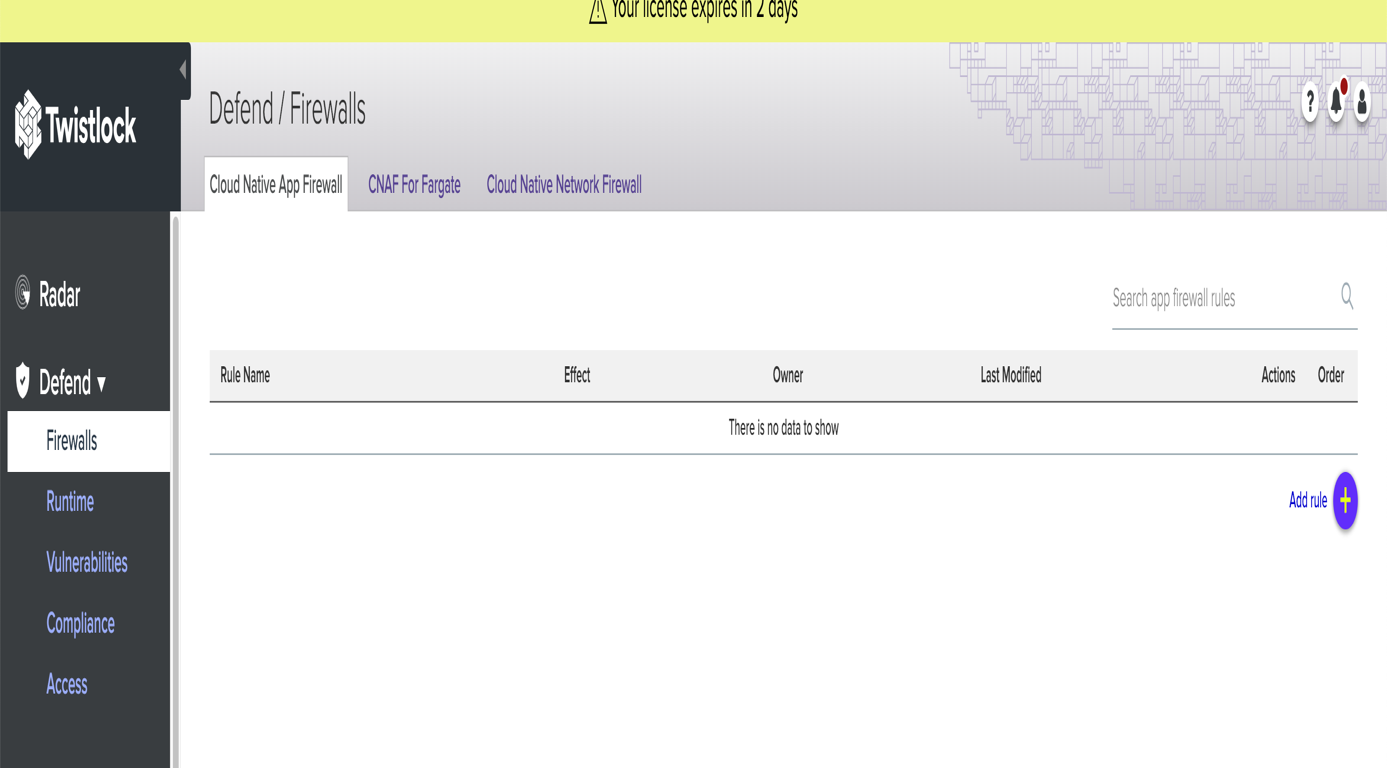 Your license expires in 2 days
Twistlock
Defend / Firewalls
?
Cloud Native App Firewall
CNAF For Fargate
Cloud Native Network Firewall
Radar
Defend
Firewalls
Runtime
Vulnerabilities
Compliance
Access
Search app firewall rules
Rule Name Effect Owner Last Modified Actions Order
There is no data to show
Add rule +